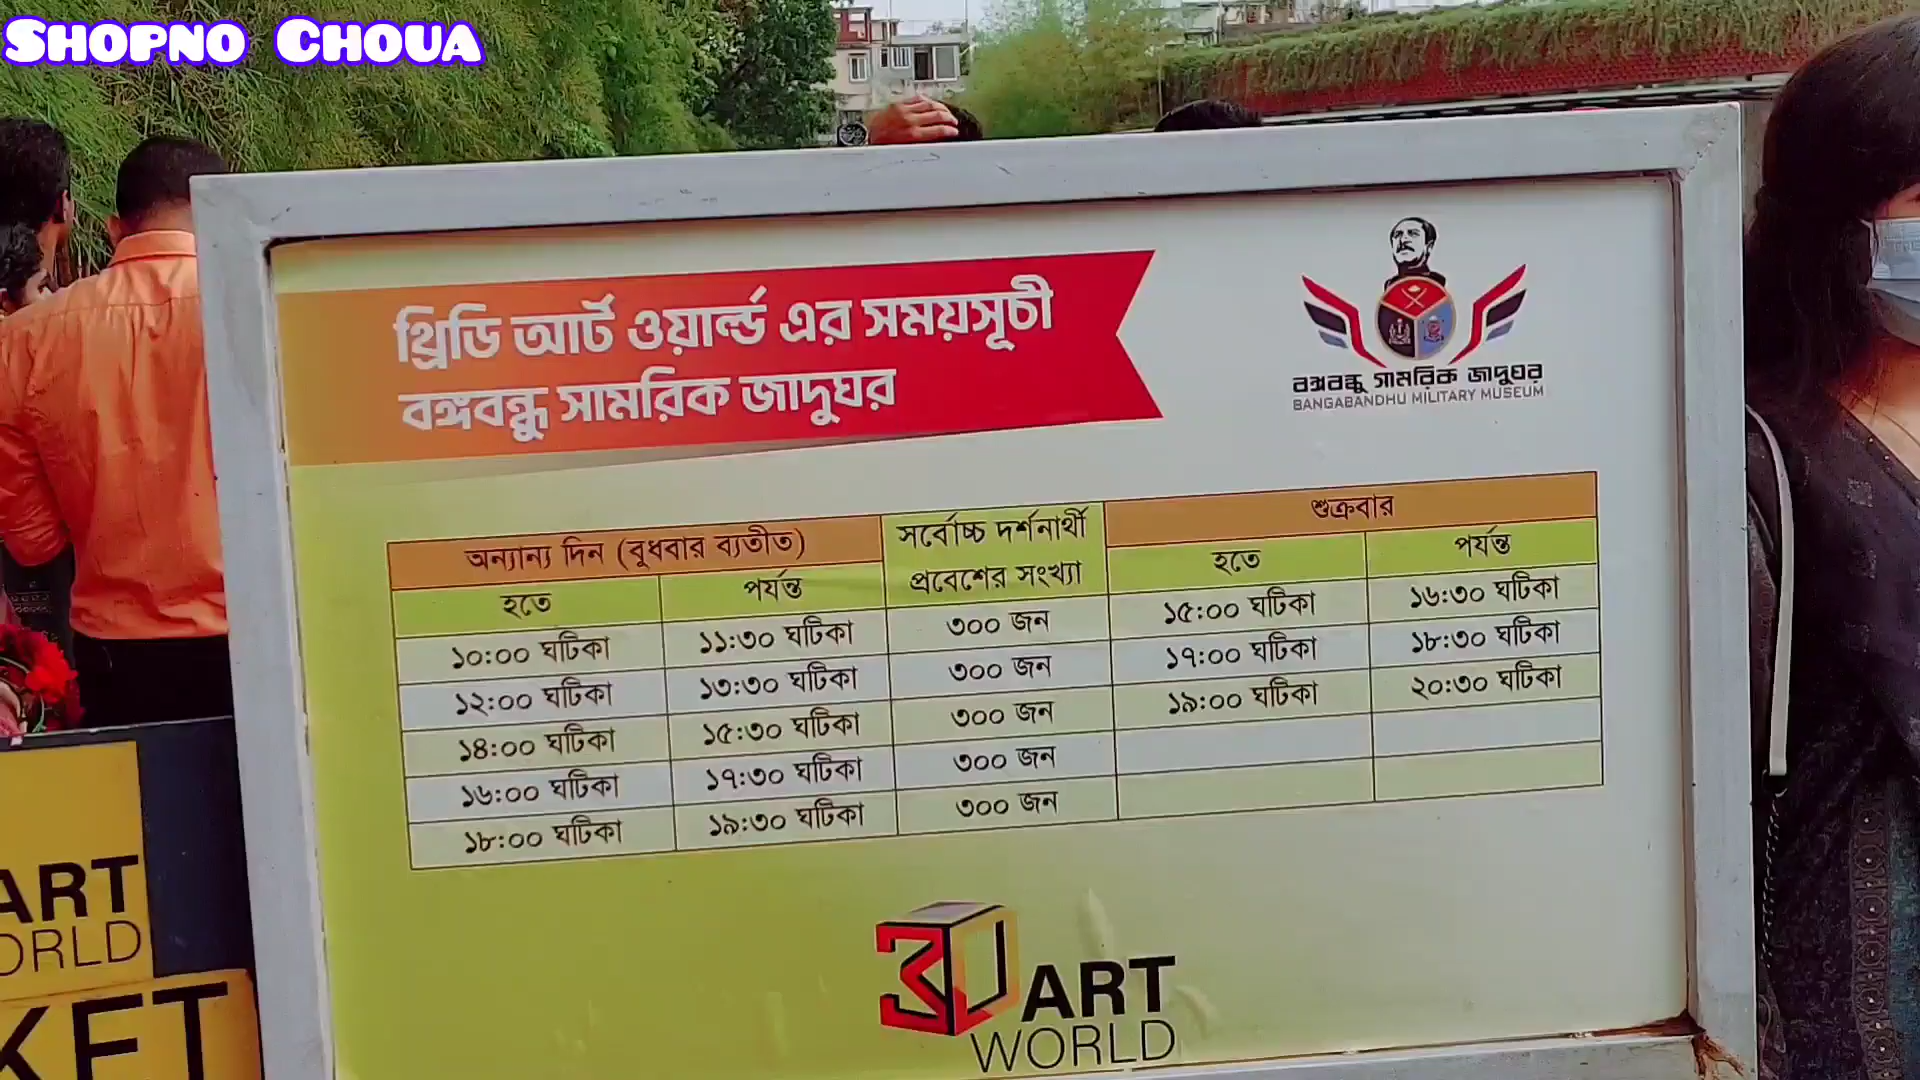 SHOPNO CHOUA
থ্রিডি আর্ট ওয়ার্ল্ড এর সময়সূচী
বঙ্গবন্ধু সামরিক জাদুঘর
বঙ্গবন্ধু সামরিক জাদুঘর
BANGABANDHU MILITARY MUSEUM
অন্যান্য দিন (বুধবার ব্যতীত) সর্বোচ্চ দর্শনার্থী প্রবেশের সংখ্যা শুক্রবার
হতে পর্যন্ত হতে পর্যন্ত
১০:০০ ঘটিকা ১১:৩০ ঘটিকা ৩০০ জন ১৫:০০ ঘটিকা ১৬:৩০ ঘটিকা
১২:০০ ঘটিকা ১৩:৩০ ঘটিকা ৩০০ জন ১৭:০০ ঘটিকা ১৮:৩০ ঘটিকা
১৪:০০ ঘটিকা ১৫:৩০ ঘটিকা ৩০০ জন ১৯:০০ ঘটিকা ২০:৩০ ঘটিকা
১৬:০০ ঘটিকা ১৭:৩০ ঘটিকা ৩০০ জন
১৮:০০ ঘটিকা ১৯:৩০ ঘটিকা ৩০০ জন
3D ART
WORLD
ART
ORLD
KET